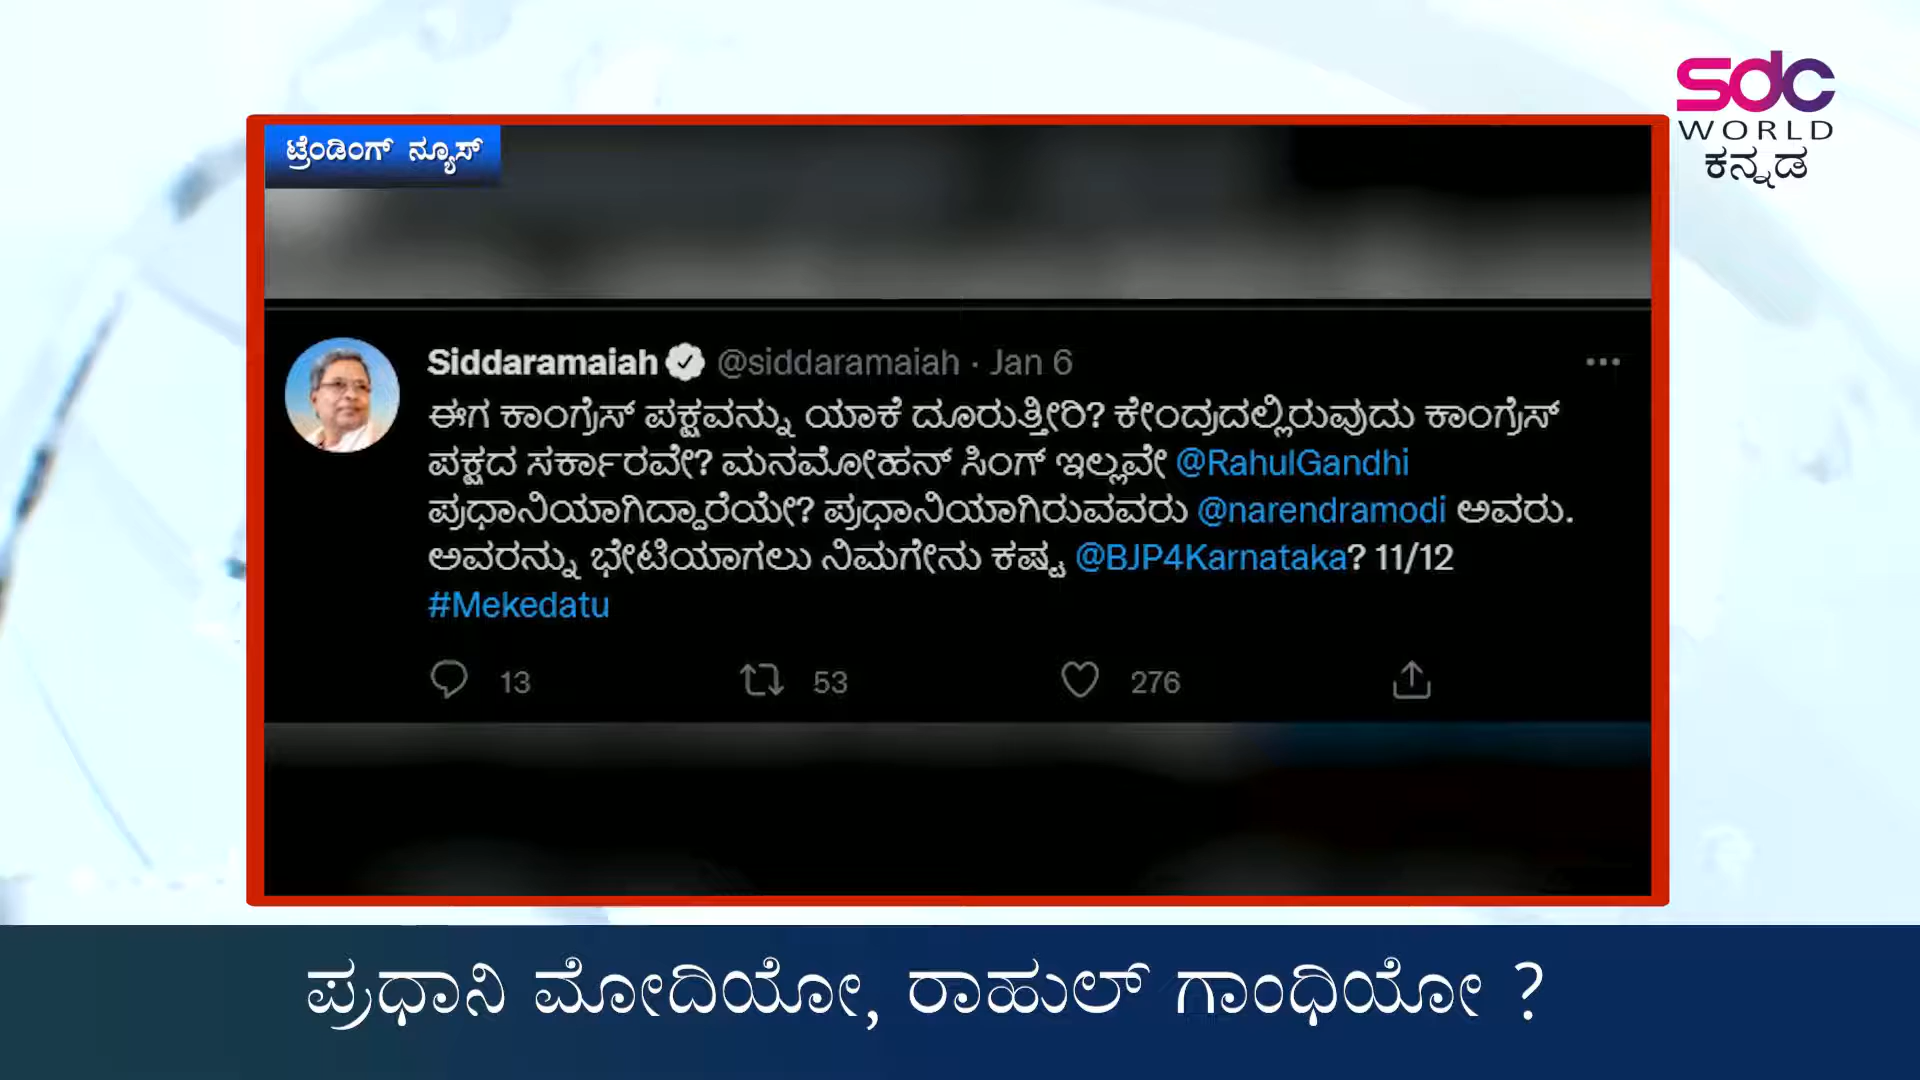 sdc
WORLD
ಕನ್ನಡ
ಟ್ರೆಂಡಿಂಗ್ ನ್ಯೂಸ್
Siddaramaiah @siddaramaiah · Jan 6
ಈಗ ಕಾಂಗ್ರೆಸ್ ಪಕ್ಷವನ್ನು ಯಾಕೆ ದೂರುತ್ತೀರಿ? ಕೇಂದ್ರದಲ್ಲಿರುವುದು ಕಾಂಗ್ರೆಸ್
ಪಕ್ಷದ ಸರ್ಕಾರವೇ? ಮನಮೋಹನ್ ಸಿಂಗ್ ಇಲ್ಲವೇ @RahulGandhi
ಪ್ರಧಾನಿಯಾಗಿದ್ದಾರೆಯೇ? ಪ್ರಧಾನಿಯಾಗಿರುವವರು @narendramodi ಅವರು.
ಅವರನ್ನು ಭೇಟಿಯಾಗಲು ನಿಮಗೇನು ಕಷ್ಟ @BJP4Karnataka? 11/12
#Mekedatu
13 53 276
ಪ್ರಧಾನಿ ಮೋದಿಯೋ, ರಾಹುಲ್ ಗಾಂಧಿಯೋ ?